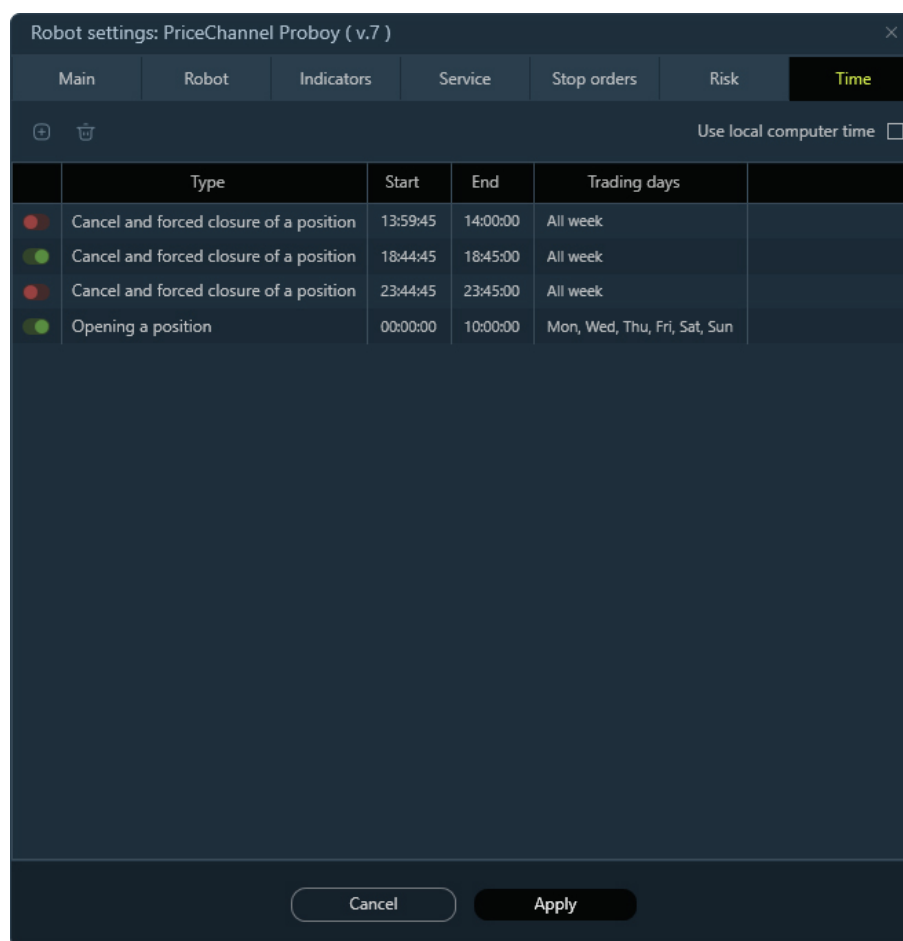 Robot settings: PriceChannel Proboy ( v.7 )
Main Robot Indicators Service Stop orders Risk Time
Use local computer time
Type Start End Trading days
Cancel and forced closure of a position 13:59:45 14:00:00 All week
Cancel and forced closure of a position 18:44:45 18:45:00 All week
Cancel and forced closure of a position 23:44:45 23:45:00 All week
Opening a position 00:00:00 10:00:00 Mon, Wed, Thu, Fri, Sat, Sun
Cancel Apply